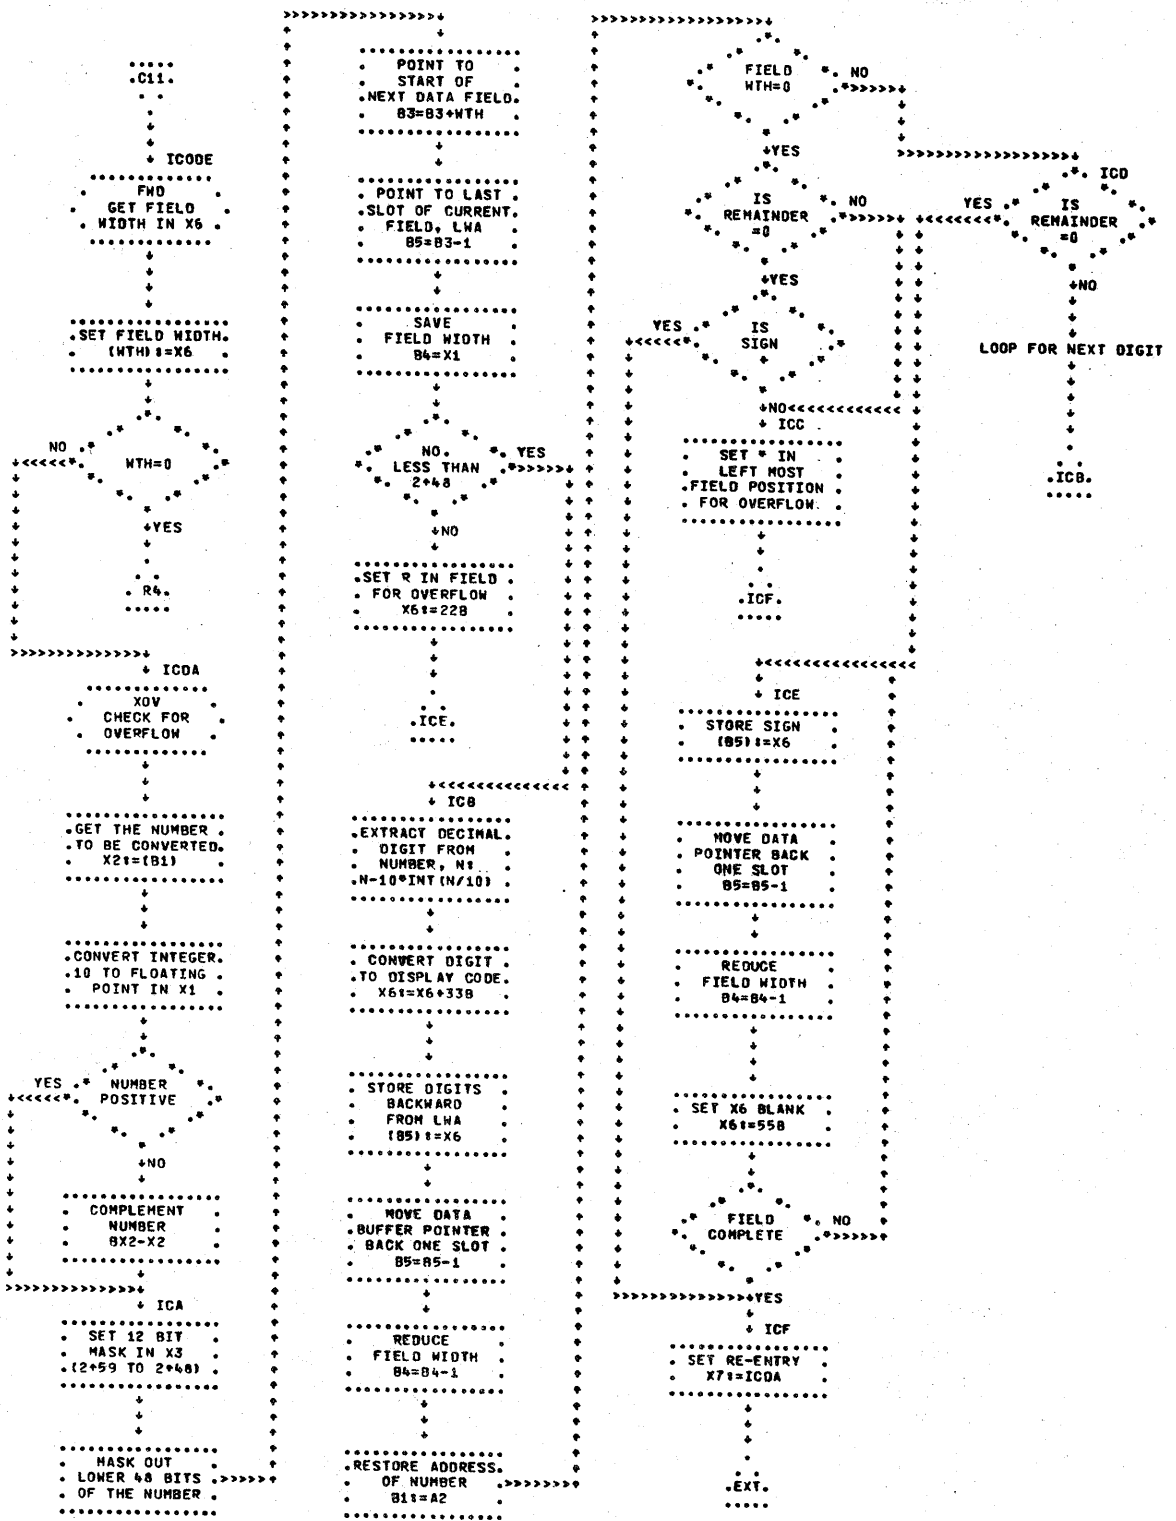 .C11.
ICODE
FWD
GET FIELD
WIDTH IN X6
SET FIELD WIDTH.
(WTH):=X6
WTH=0
NO
YES
R4.
ICOA
XOV
CHECK FOR
OVERFLOW
GET THE NUMBER
TO BE CONVERTED.
X2:=(B1)
CONVERT INTEGER.
10 TO FLOATING
POINT IN X1
NUMBER
POSITIVE
YES
NO
COMPLEMENT
NUMBER
BX2-X2
ICA
SET 12 BIT
MASK IN X3
(2↑59 TO 2↑48)
MASK OUT
LOWER 48 BITS
OF THE NUMBER
POINT TO
START OF
NEXT DATA FIELD.
B3=B3+WTH
POINT TO LAST
SLOT OF CURRENT.
FIELD, LWA
B5=B3-1
SAVE
FIELD WIDTH
B4=X1
NO.
LESS THAN
2↑48
YES
NO
SET R IN FIELD
FOR OVERFLOW
X6:=22B
.ICE.
ICB
EXTRACT DECIMAL.
DIGIT FROM
NUMBER, N:
N-10*INT(N/10)
CONVERT DIGIT
TO DISPLAY CODE.
X6:=X6+33B
STORE DIGITS
BACKWARD
FROM LWA
(B5):=X6
MOVE DATA
BUFFER POINTER
BACK ONE SLOT
B5=B5-1
REDUCE
FIELD WIDTH
B4=B4-1
RESTORE ADDRESS.
OF NUMBER
B1:=A2
FIELD
WTH=0
NO
YES
IS
REMAINDER
=0
NO
YES
IS
SIGN
+
YES
NO
ICC
SET * IN
LEFT MOST
FIELD POSITION
FOR OVERFLOW
.ICF.
ICE
STORE SIGN
(B5):=X6
MOVE DATA
POINTER BACK
ONE SLOT
B5=B5-1
REDUCE
FIELD WIDTH
B4=B4-1
SET X6 BLANK
X6:=55B
FIELD
COMPLETE
NO
YES
ICF
SET RE-ENTRY
X7:=ICOA
.EXT.
ICD
YES
IS
REMAINDER
=0
NO
LOOP FOR NEXT DIGIT
.ICB.